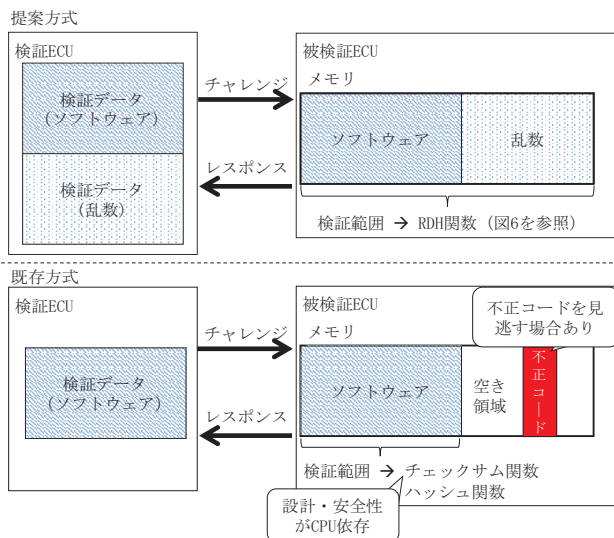 提案方式
検証ECU
検証データ
(ソフトウェア)
検証データ
(乱数)
チャレンジ
レスポンス
被検証ECU
メモリ
ソフトウェア
乱数
検証範囲 → RDH関数 (図6を参照)
既存方式
検証ECU
検証データ
(ソフトウェア)
チャレンジ
レスポンス
被検証ECU
メモリ
ソフトウェア
空き
領域
不正コード
不正コードを見
逃す場合あり
検証範囲 → チェックサム関数
ハッシュ関数
設計・安全性
がCPU依存